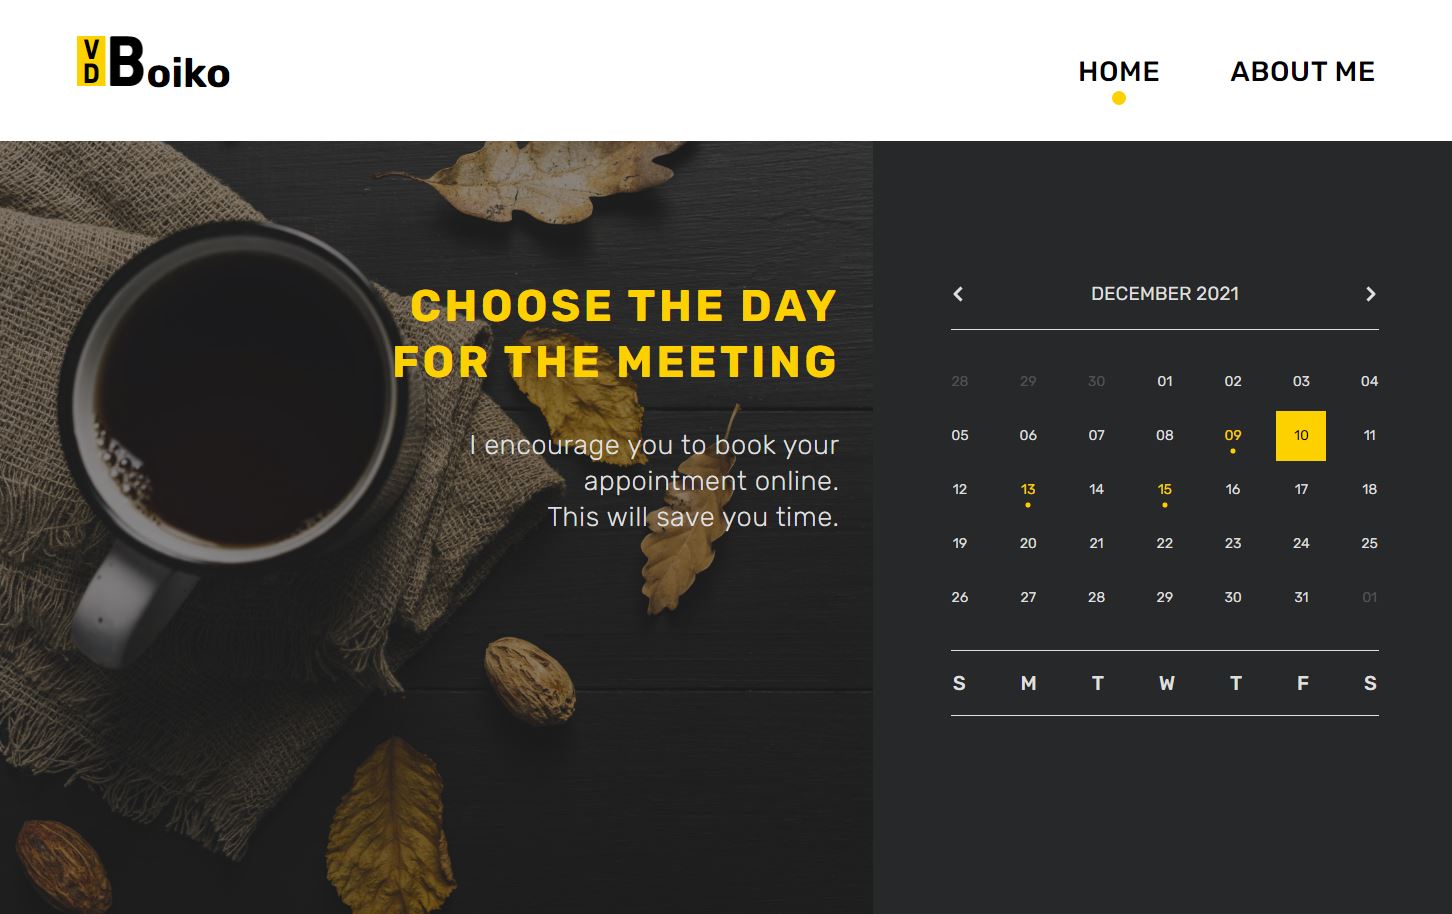 VD Boiko
HOME ABOUT ME
CHOOSE THE DAY
FOR THE MEETING
I encourage you to book your
appointment online.
This will save you time.
DECEMBER 2021
28 29 30 01 02 03 04
05 06 07 08 09 10 11
12 13 14 15 16 17 18
19 20 21 22 23 24 25
26 27 28 29 30 31 01
S M T W T F S